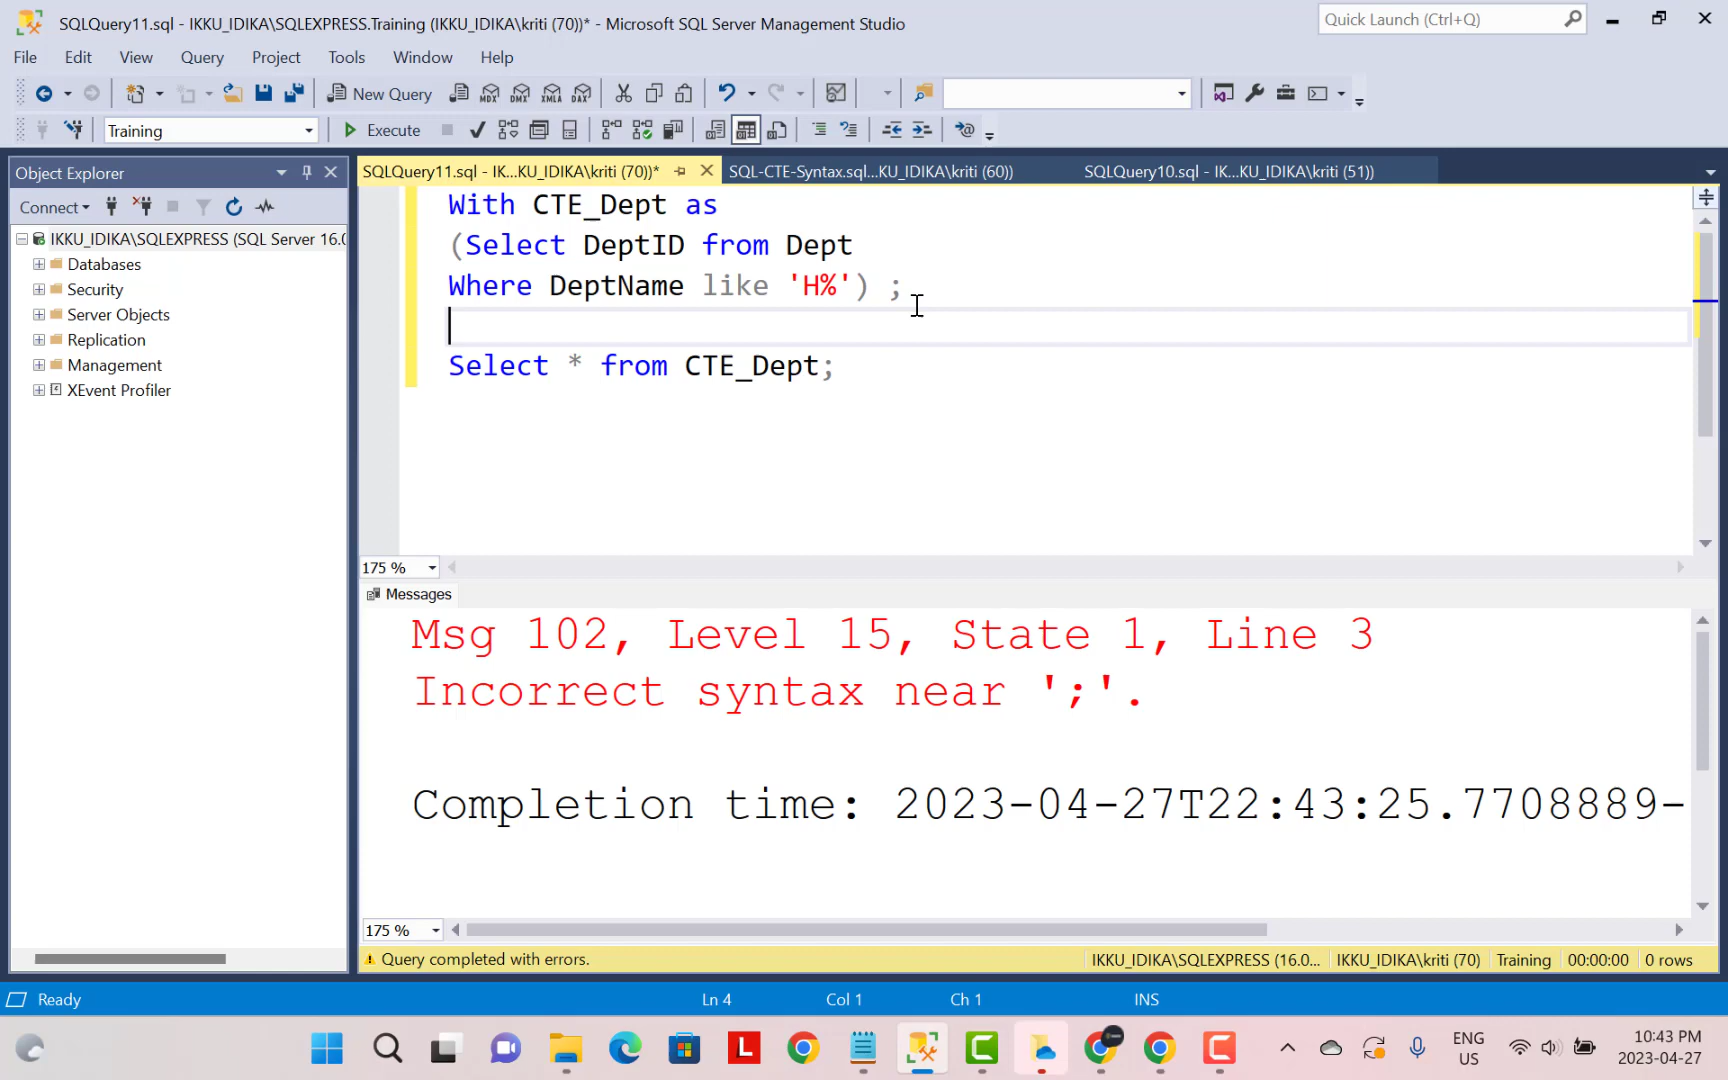 SQLQuery11.sql - IKKU_IDIKA\SQLEXPRESS.Training (IKKU_IDIKA\kriti (70))* - Microsoft SQL Server Management Studio
Quick Launch (Ctrl+Q)
File Edit View Query Project Tools Window Help
New Query
MDX DMX XMLA DAX
Training
Execute
Object Explorer
SQLQuery11.sql - IK...KU_IDIKA\kriti (70))*
SQL-CTE-Syntax.sql...KU_IDIKA\kriti (60))
SQLQuery10.sql - IK...KU_IDIKA\kriti (51))
Connect
IKKU_IDIKA\SQLEXPRESS (SQL Server 16.0
Databases
Security
Server Objects
Replication
Management
XEvent Profiler
With CTE_Dept as
(Select DeptID from Dept
Where DeptName like 'H%') ;
Select * from CTE_Dept;
175 %
Messages
Msg 102, Level 15, State 1, Line 3
Incorrect syntax near ';'.
Completion time: 2023-04-27T22:43:25.7708889-
175 %
Query completed with errors.
IKKU_IDIKA\SQLEXPRESS (16.0... IKKU_IDIKA\kriti (70) Training 00:00:00 0 rows
Ready
Ln 4 Col 1 Ch 1 INS
L
ENG
US
10:43 PM
2023-04-27